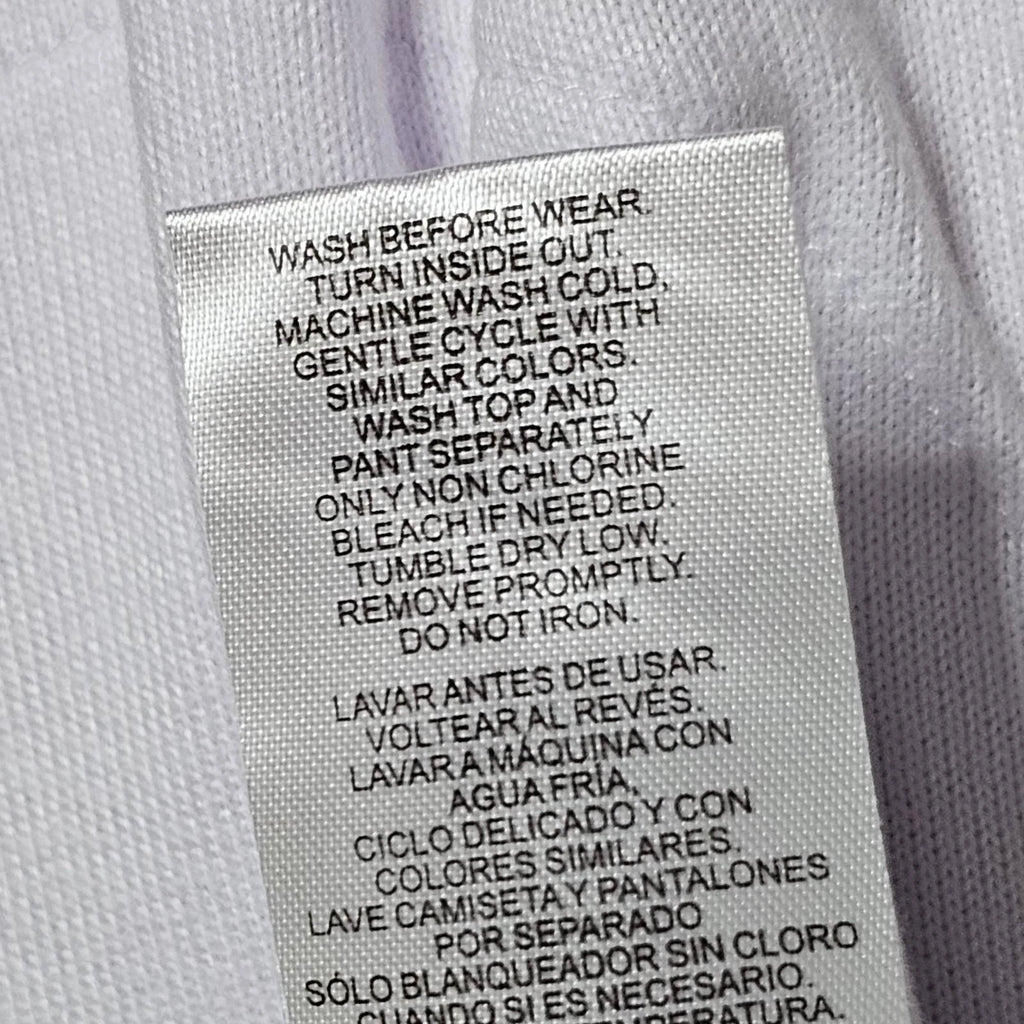 WASH BEFORE WEAR.
TURN INSIDE OUT.
MACHINE WASH COLD,
GENTLE CYCLE WITH
SIMILAR COLORS.
WASH TOP AND
PANT SEPARATELY
ONLY NON CHLORINE
BLEACH IF NEEDED.
TUMBLE DRY LOW.
REMOVE PROMPTLY.
DO NOT IRON.
LAVAR ANTES DE USAR.
VOLTEAR AL REVÉS.
LAVAR A MÁQUINA CON
AGUA FRÍA,
CICLO DELICADO Y CON
COLORES SIMILARES.
LAVE CAMISETA Y PANTALONES
POR SEPARADO
SÓLO BLANQUEADOR SIN CLORO
CUANDO SI ES NECESARIO.
TEMPERATURA.